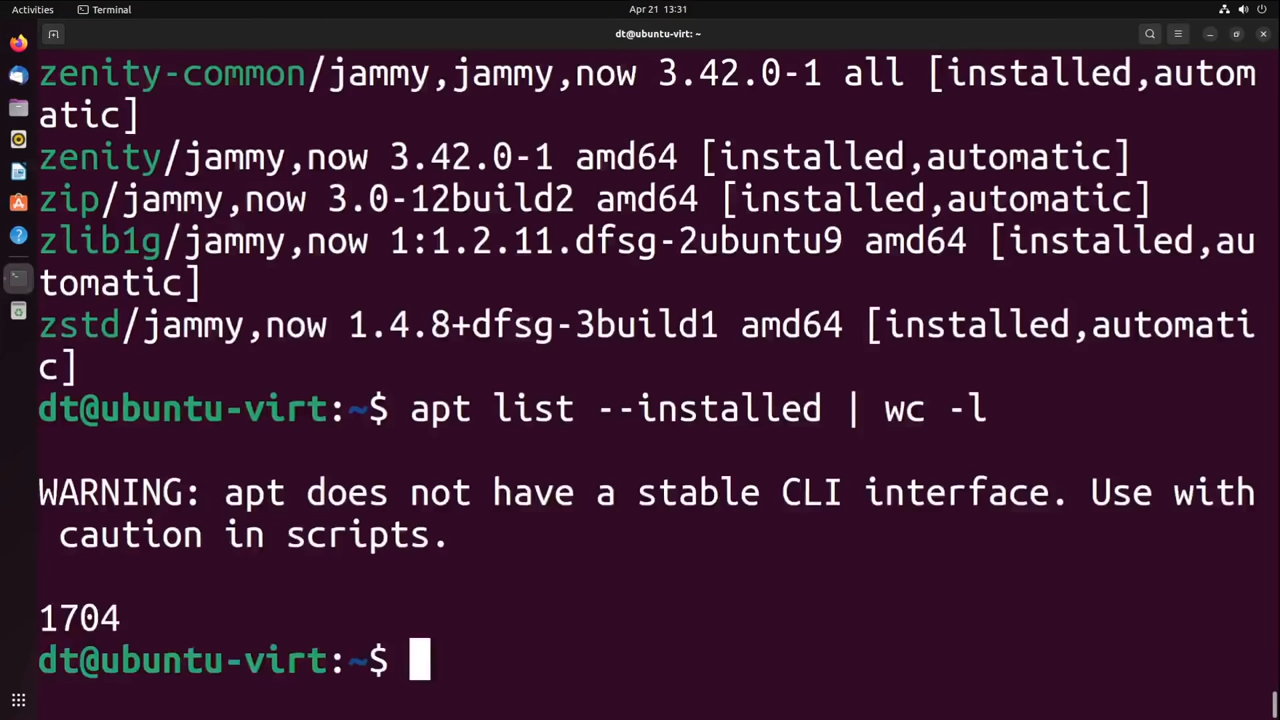 Activities
Terminal
Apr 21 13:31
dt@ubuntu-virt: ~
zenity-common/jammy,jammy,now 3.42.0-1 all [installed,autom
atic]
zenity/jammy,now 3.42.0-1 amd64 [installed,automatic]
zip/jammy,now 3.0-12build2 amd64 [installed,automatic]
zlib1g/jammy,now 1:1.2.11.dfsg-2ubuntu9 amd64 [installed,au
tomatic]
zstd/jammy,now 1.4.8+dfsg-3build1 amd64 [installed,automati
c]
dt@ubuntu-virt:~$ apt list --installed | wc -l
WARNING: apt does not have a stable CLI interface. Use with
 caution in scripts.
1704
dt@ubuntu-virt:~$